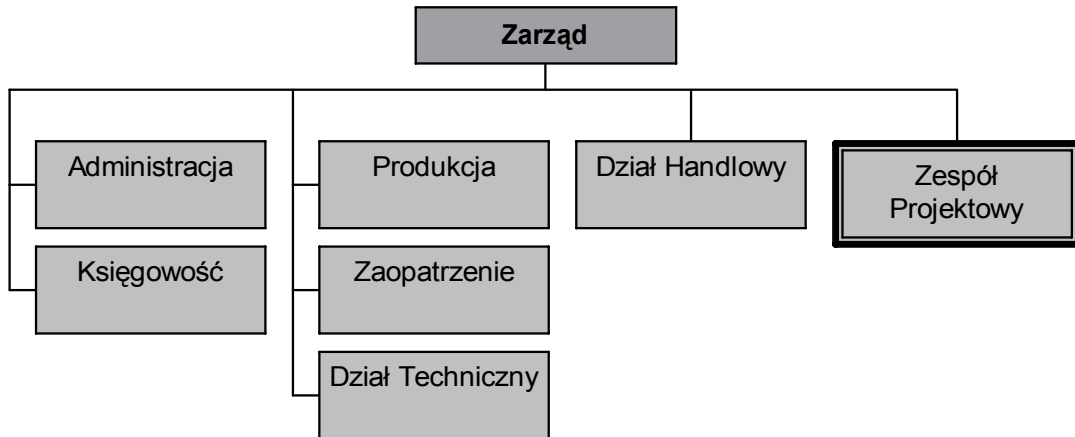 Zarząd
Administracja
Produkcja
Dział Handlowy
Zespół
Projektowy
Księgowość
Zaopatrzenie
Dział Techniczny